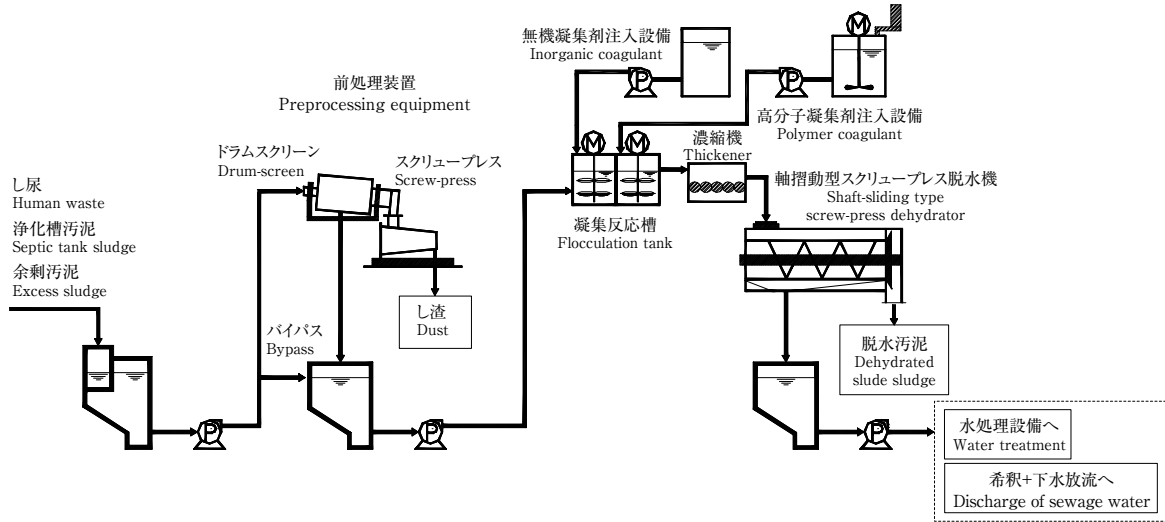 無機凝集剤注入設備
Inorganic coagulant
M
P
P
前処理装置
Preprocessing equipment
高分子凝集剤注入設備
Polymer coagulant
ドラムスクリーン
Drum-screen
スクリュープレス
Screw-press
M
M
濃縮機
Thickener
し尿
Human waste
浄化槽汚泥
Septic tank sludge
余剰汚泥
Excess sludge
凝集反応槽
Flocculation tank
軸摺動型スクリュープレス脱水機
Shaft-sliding type
screw-press dehydrator
し渣
Dust
バイパス
Bypass
脱水汚泥
Dehydrated
slude sludge
P
P
P
水処理設備へ
Water treatment
希釈+下水放流へ
Discharge of sewage water